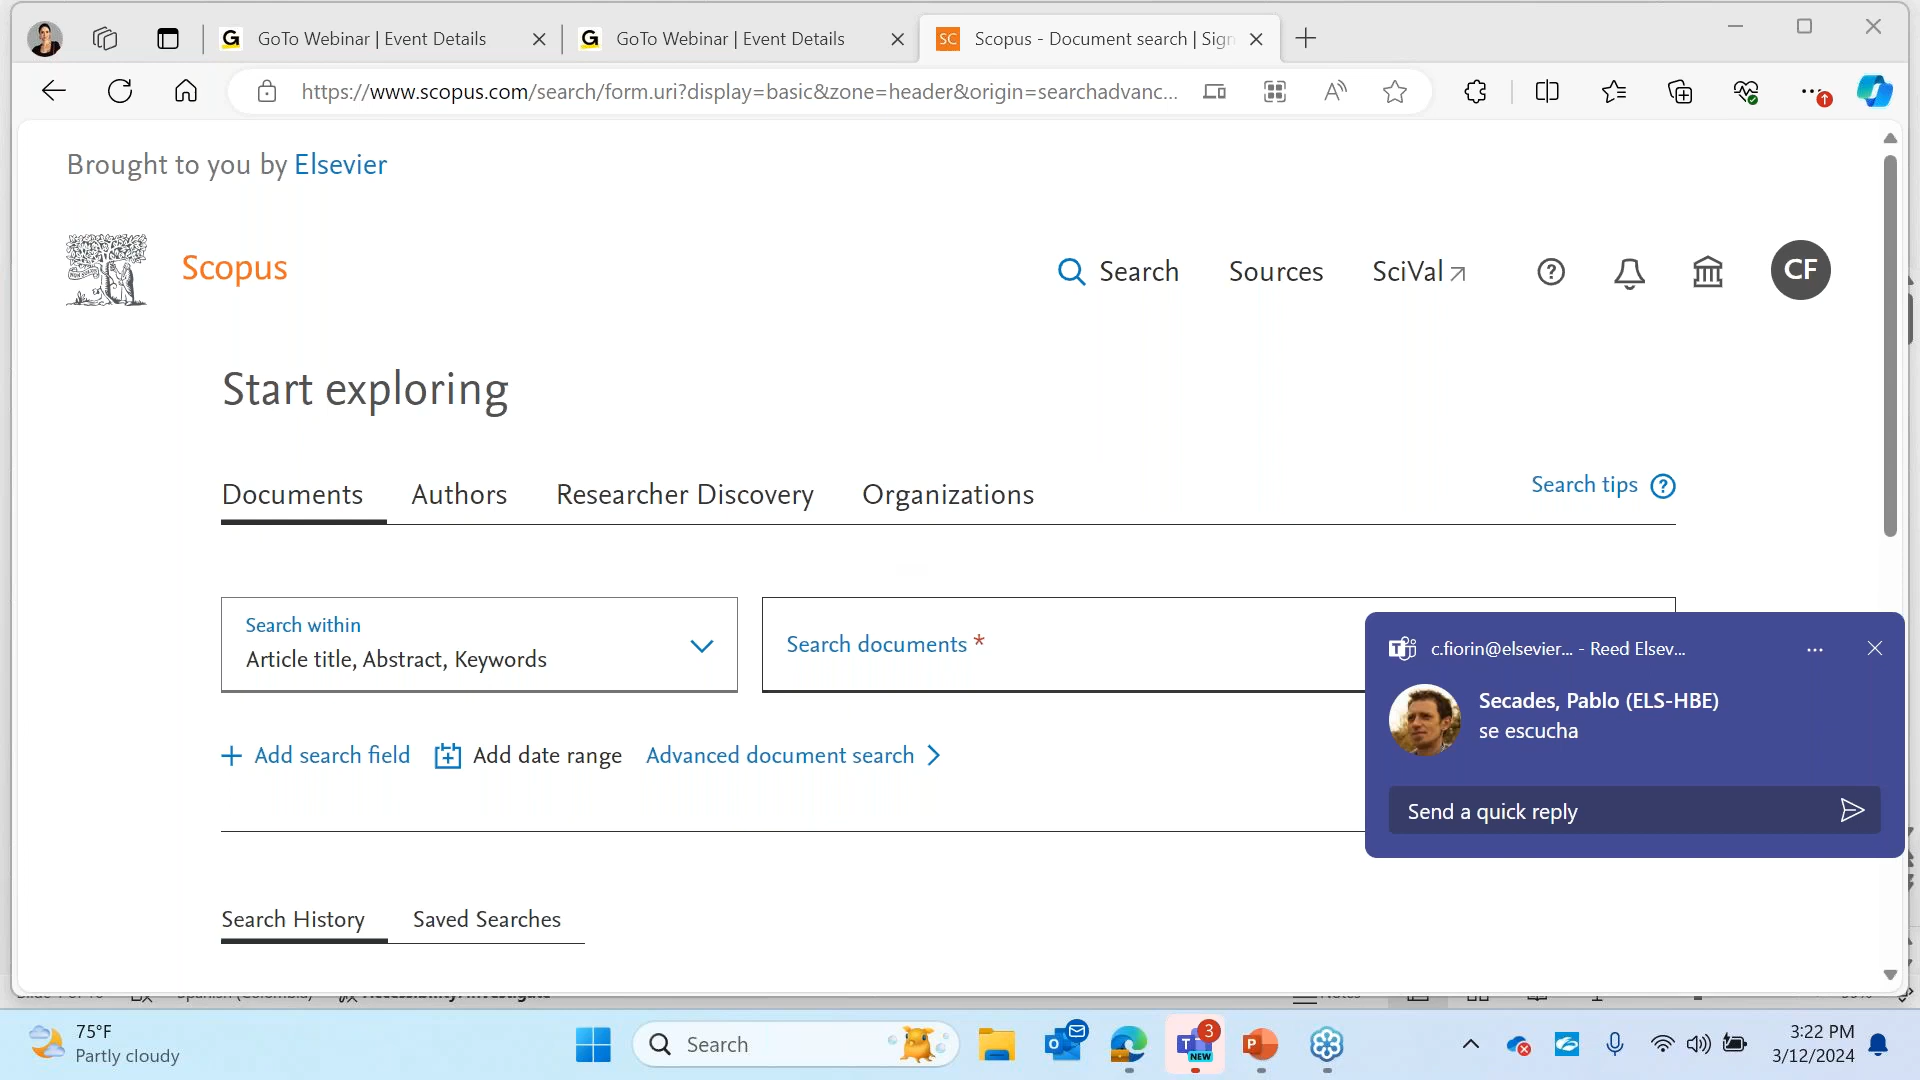 GoTo Webinar | Event Details
GoTo Webinar | Event Details
SC
Scopus - Document search | Sign
https://www.scopus.com/search/form.uri?display=basic&zone=header&origin=searchadvanc...
Brought to you by Elsevier
Scopus
Search
Sources
SciVal
CF
Start exploring
Documents
Authors
Researcher Discovery
Organizations
Search tips
Search within
Article title, Abstract, Keywords
Search documents *
c.fiorin@elsevier... - Reed Elsev...
Secades, Pablo (ELS-HBE)
se escucha
Send a quick reply
Add search field
Add date range
Advanced document search
Search History
Saved Searches
75°F
Partly cloudy
Search
3
NEW
3:22 PM
3/12/2024